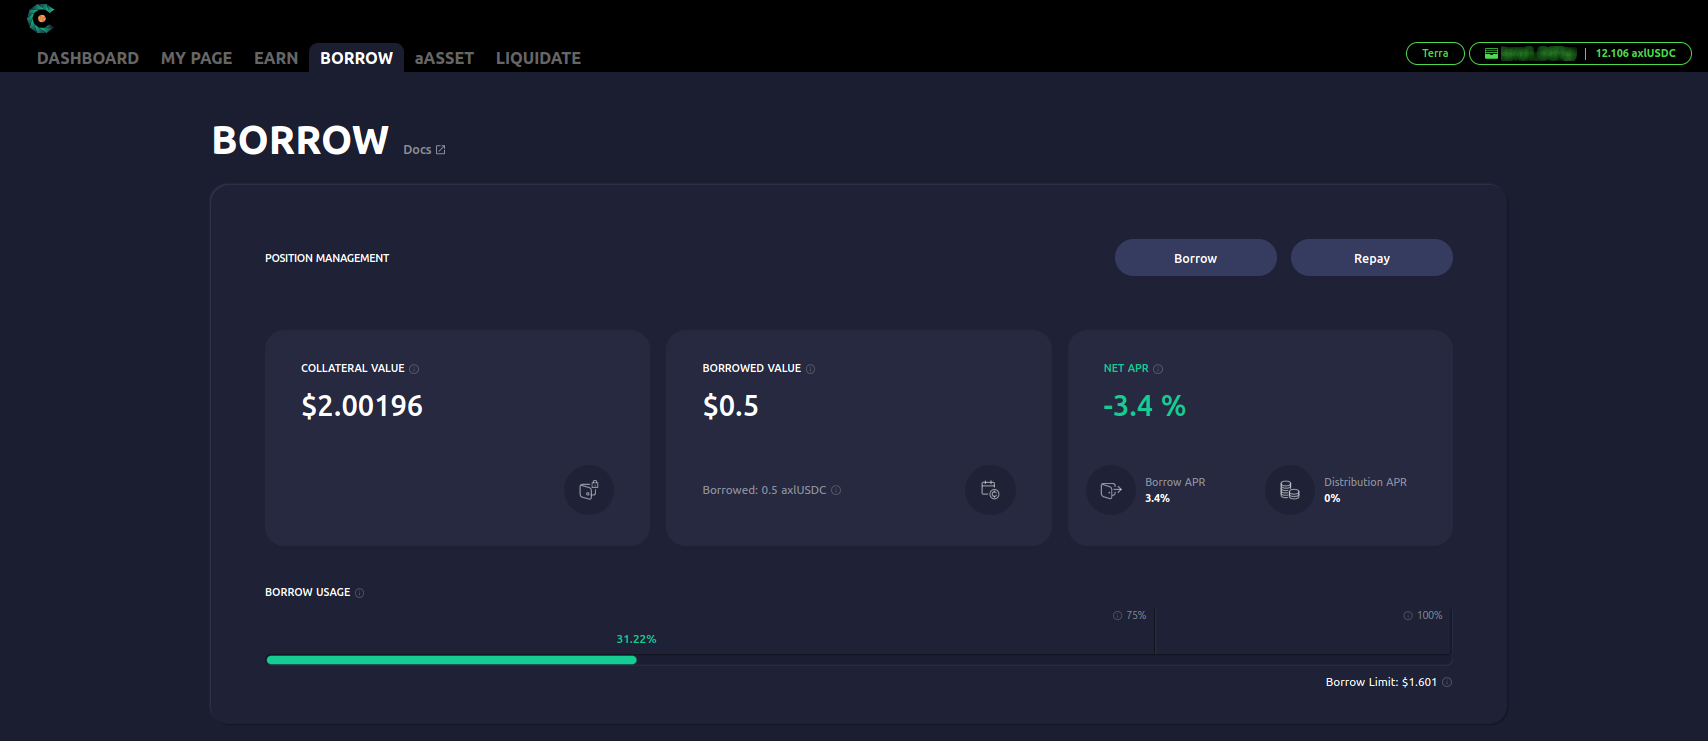 DASHBOARD MY PAGE EARN BORROW aASSET LIQUIDATE
Terra
12.106 axlUSDC
BORROW Docs
POSITION MANAGEMENT
Borrow Repay
COLLATERAL VALUE
$2.00196
BORROWED VALUE
$0.5
Borrowed: 0.5 axlUSDC
NET APR
-3.4 %
Borrow APR
3.4%
Distribution APR
0%
BORROW USAGE
75% 100%
31.22%
Borrow Limit: $1.601